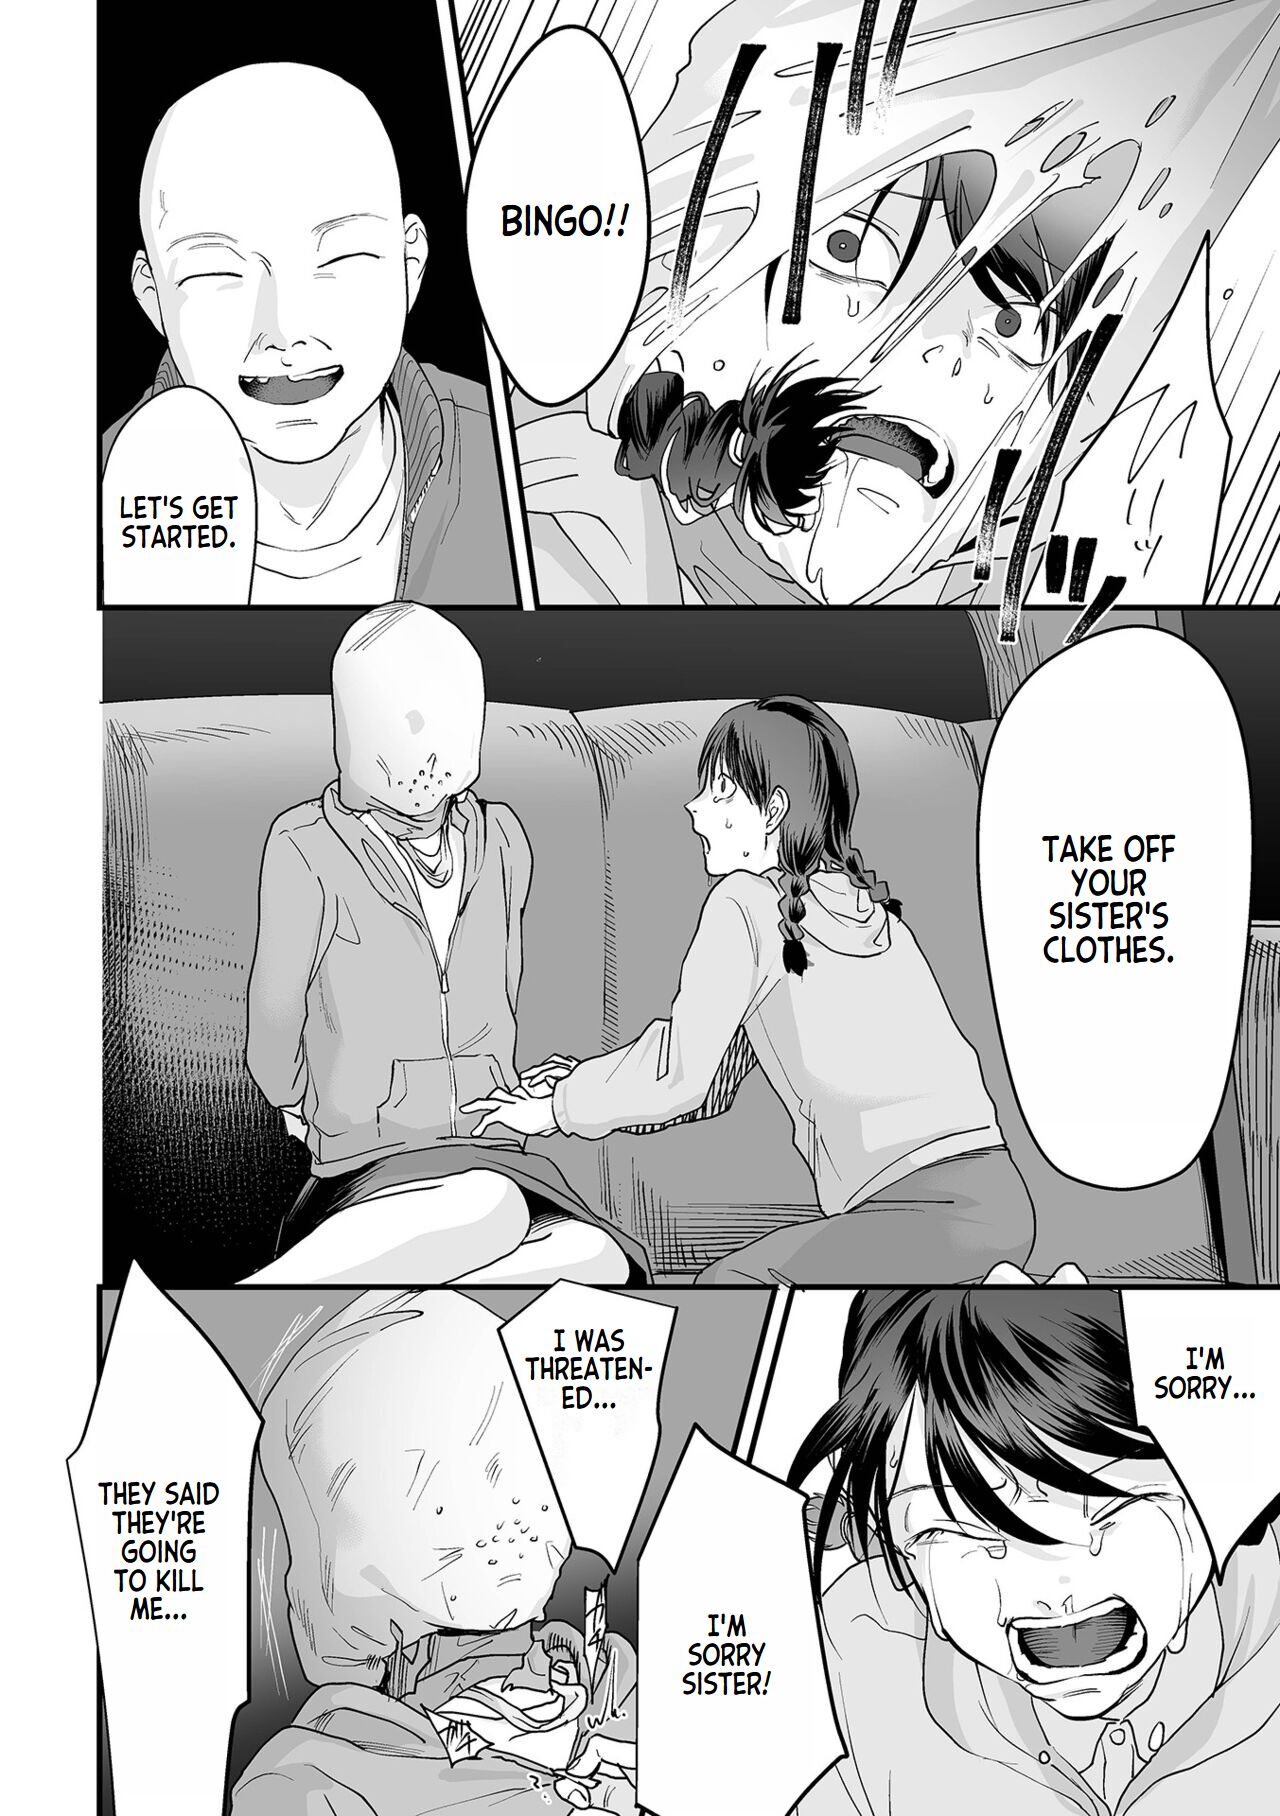 BINGO!!
LET'S GET
STARTED.
TAKE OFF
YOUR
SISTER'S
CLOTHES.
I'M
SORRY...
I'M
SORRY
SISTER!
I WAS
THREATEN-
ED...
THEY SAID
THEY'RE
GOING
TO KILL
ME...